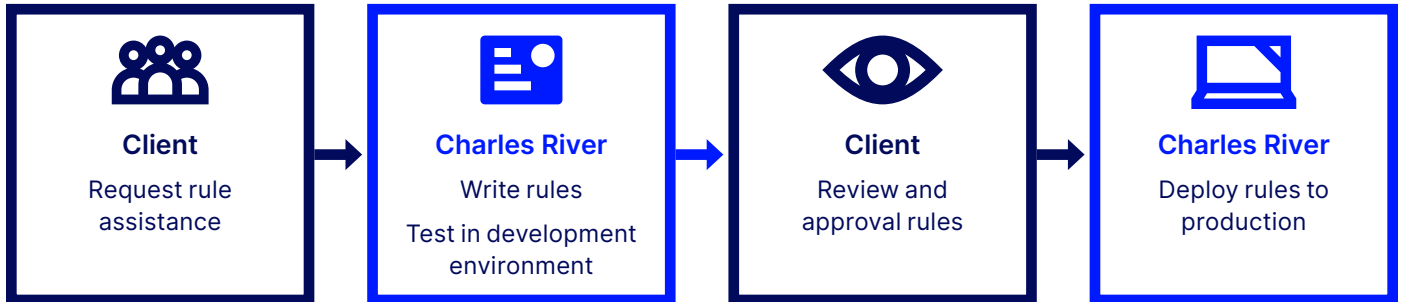 Client
Request rule
assistance
Charles River
Write rules
Test in development
environment
Client
Review and
approval rules
Charles River
Deploy rules to
production